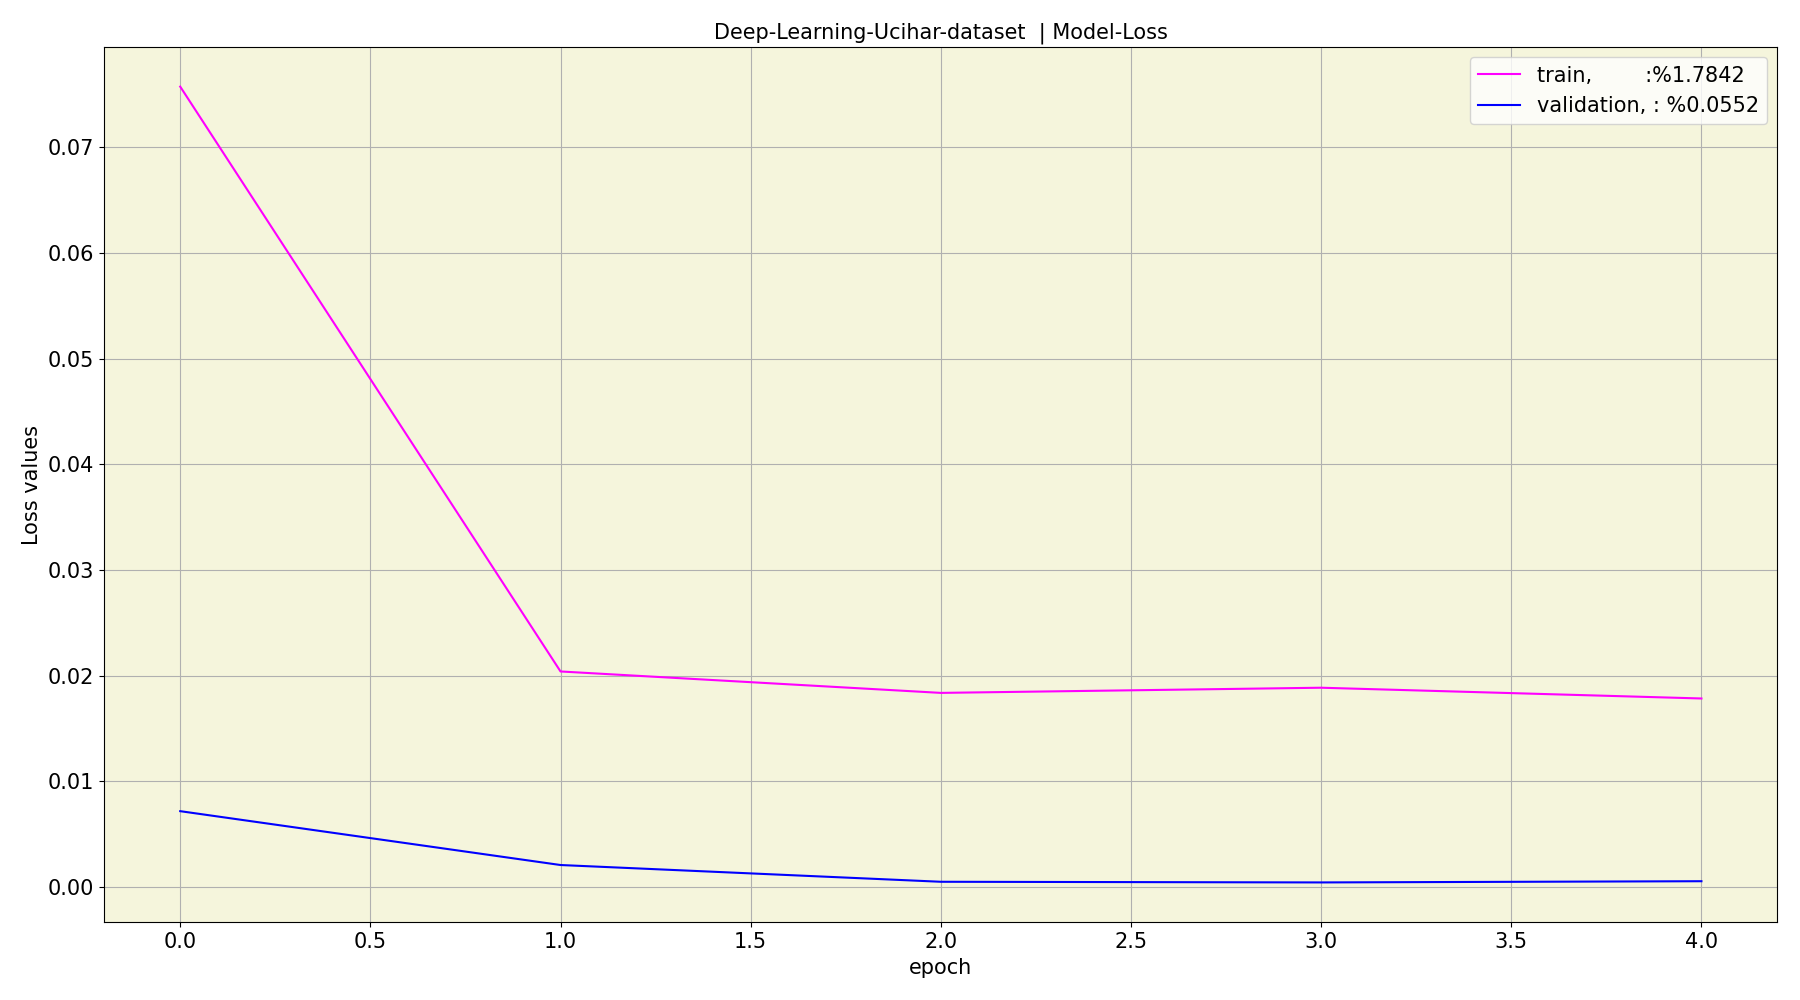 Deep-Learning-Ucihar-dataset  | Model-Loss
train,        :%1.7842
validation, : %0.0552
Loss values
0.07
0.06
0.05
0.04
0.03
0.02
0.01
0.00
0.0 0.5 1.0 1.5 2.0 2.5 3.0 3.5 4.0
epoch